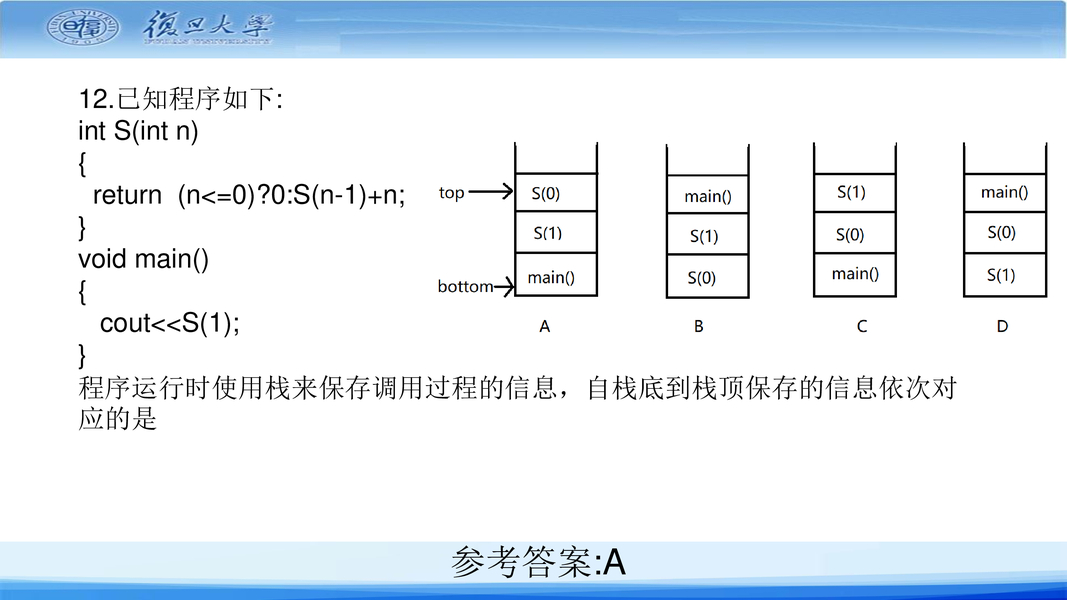 復旦大學
12.已知程序如下:
int S(int n)
{
return (n<=0)?0:S(n-1)+n;
}
void main()
{
cout<<S(1);
}
top
bottom
S(0)
S(1)
main()
A
main()
S(1)
S(0)
B
S(1)
S(0)
main()
C
main()
S(0)
S(1)
D
程序运行时使用栈来保存调用过程的信息，自栈底到栈顶保存的信息依次对
应的是
参考答案:A